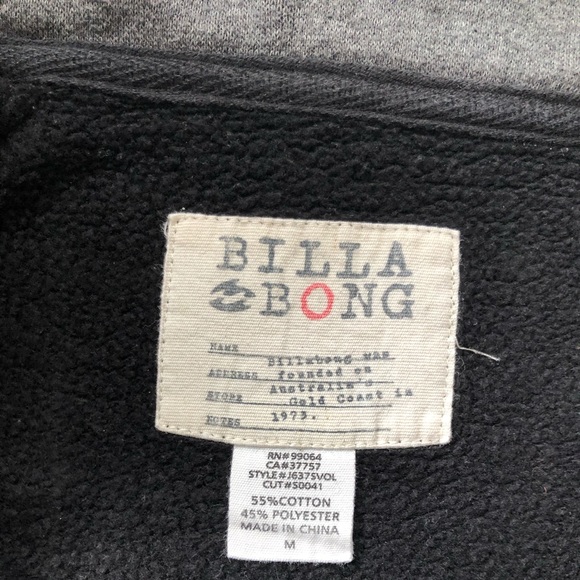 BILLA
BONG
NAME Billabong was
ADDRESS founded on
STORE Australia's
Gold Coast in
NOTES 1973.
RN#99064
CA#37757
STYLE#J637SVOL
CUT#S0041
55%COTTON
45% POLYESTER
MADE IN CHINA
M